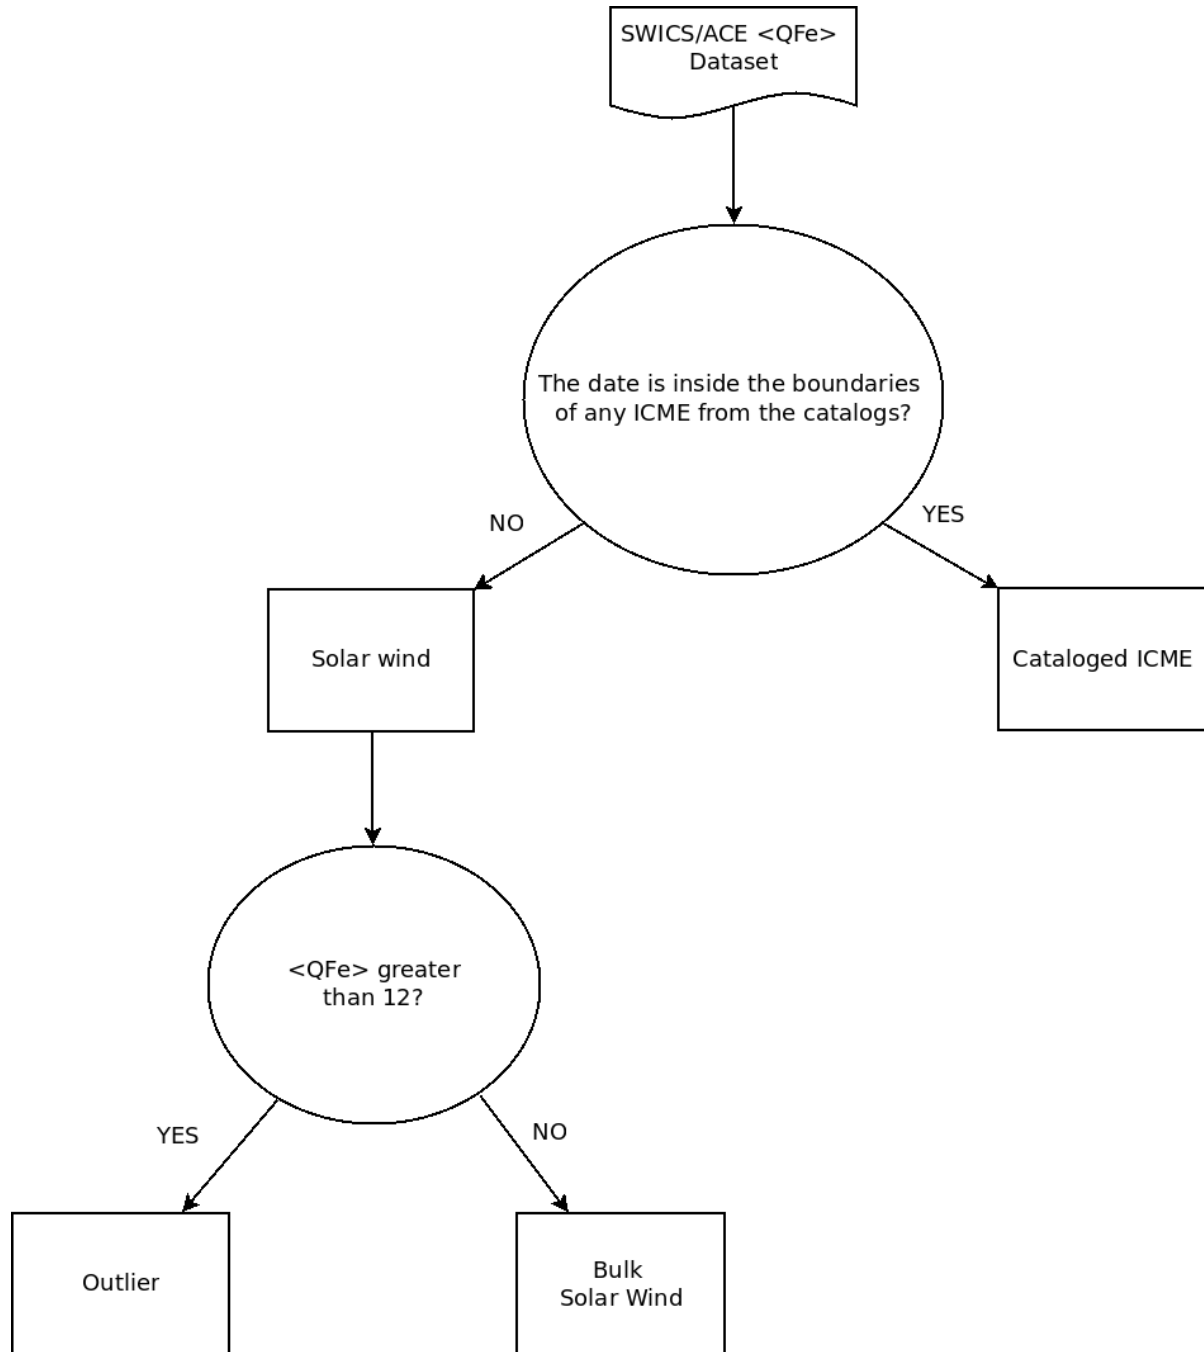 SWICS/ACE <QFe>
Dataset
The date is inside the boundaries
of any ICME from the catalogs?
NO
YES
Solar wind
Cataloged ICME
<QFe> greater
than 12?
YES
NO
Outlier
Bulk
Solar Wind